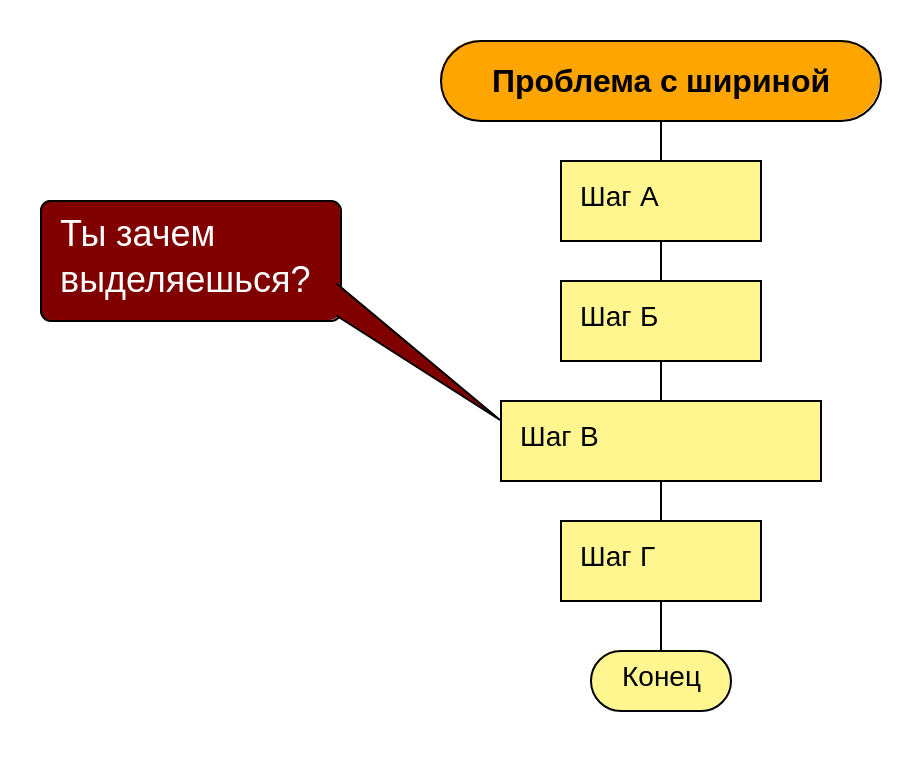 Проблема с шириной
Шаг А
Ты зачем
выделяешься?
Шаг Б
Шаг В
Шаг Г
Конец